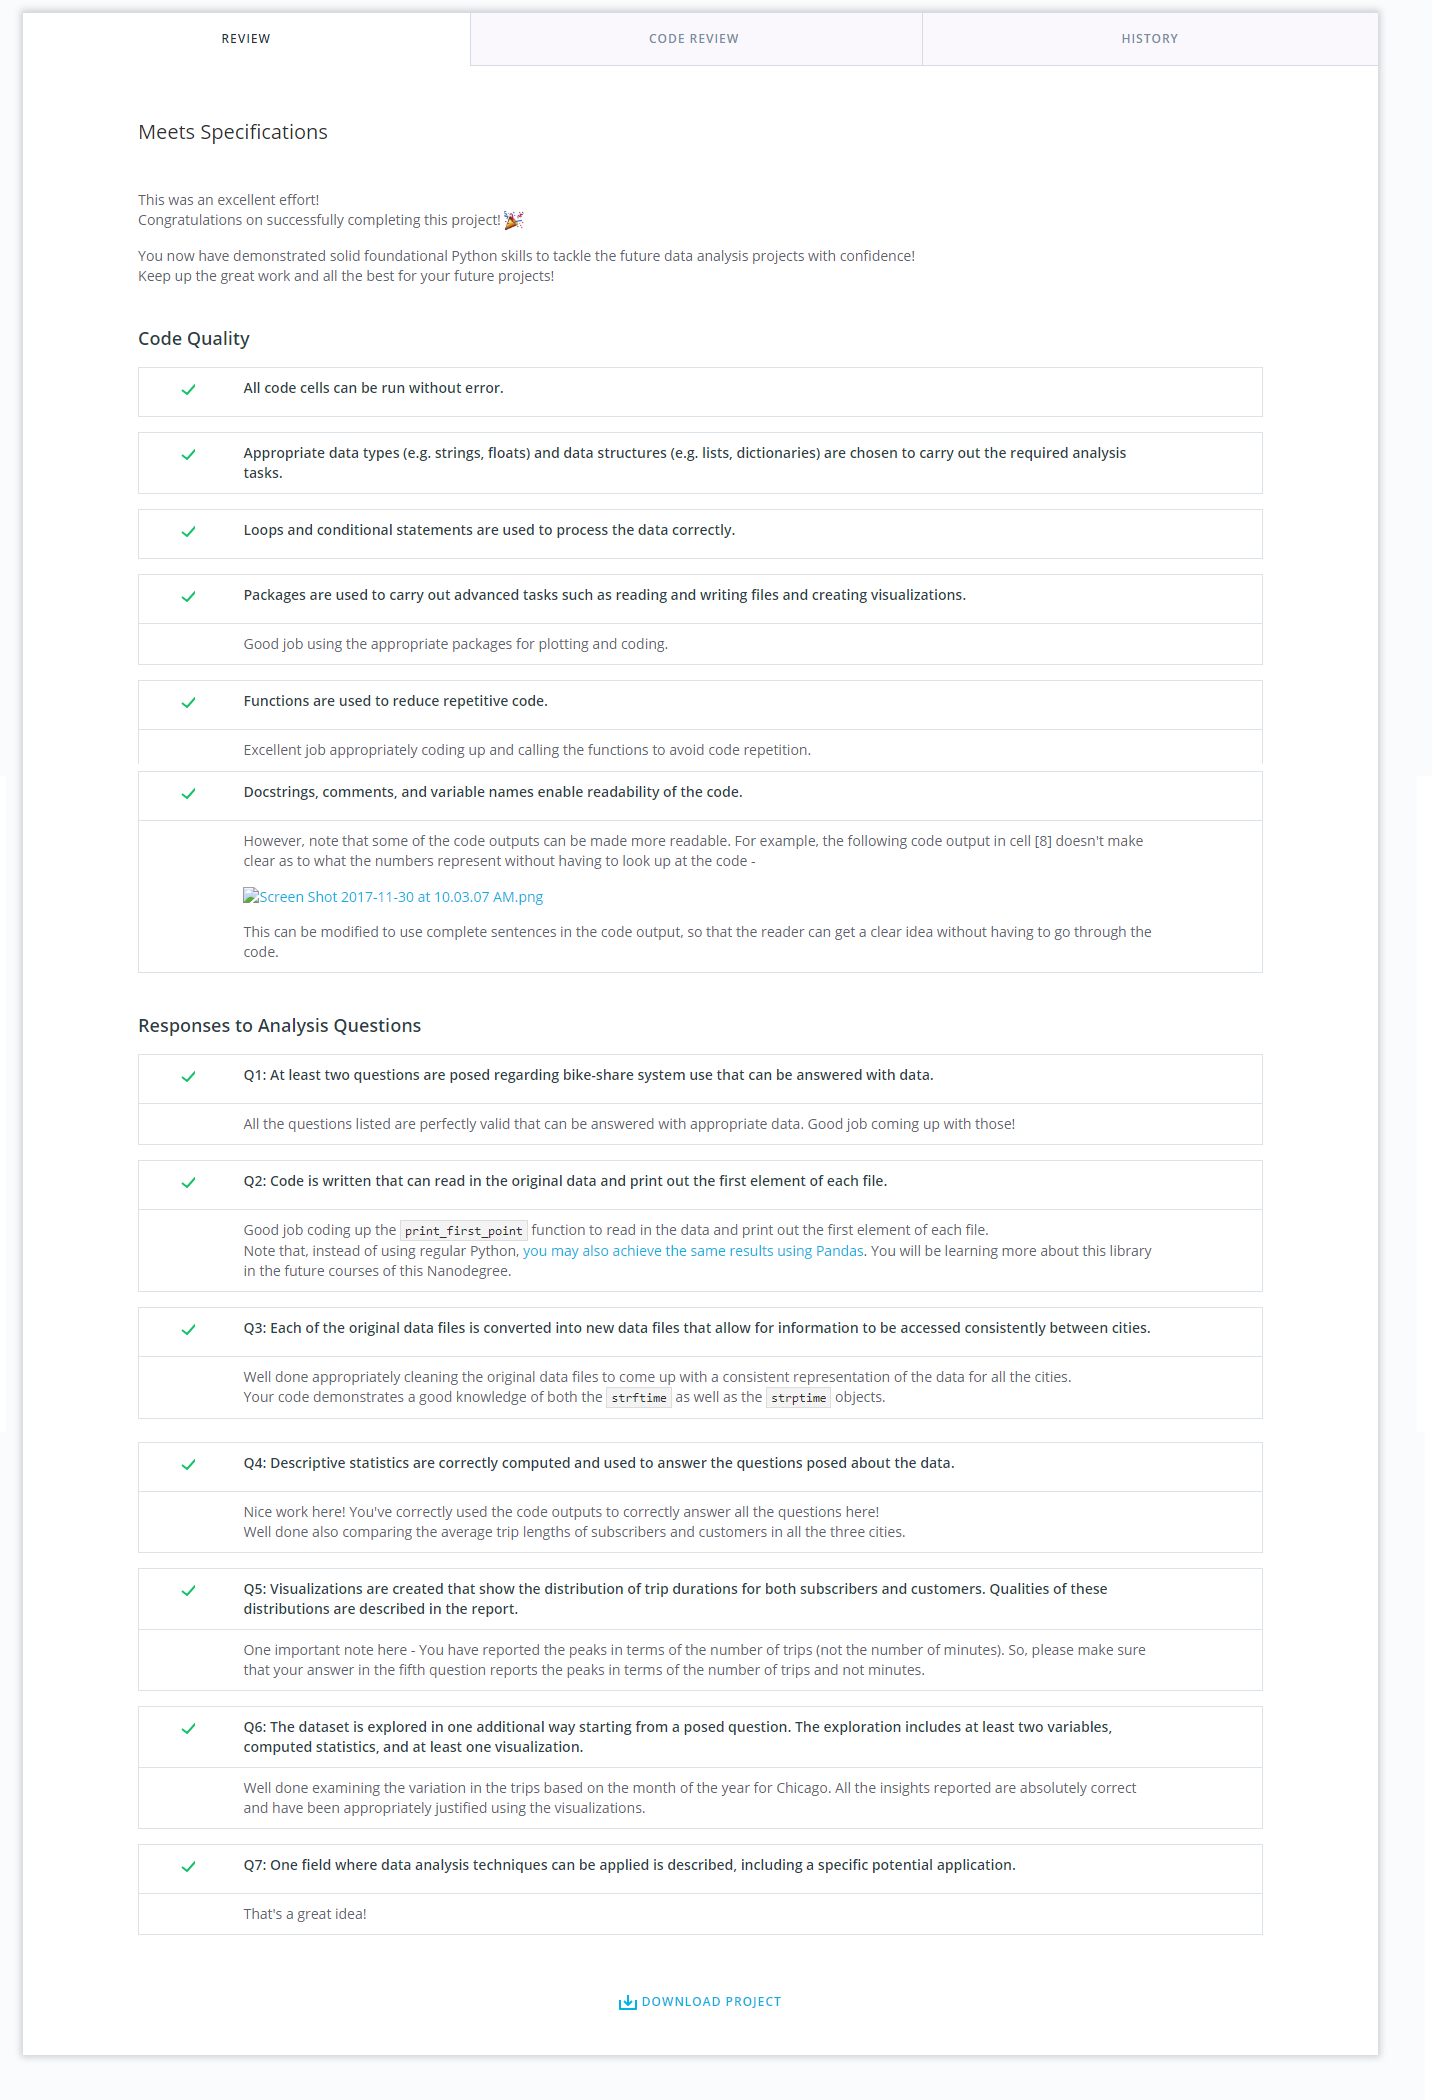 REVIEW
CODE REVIEW
HISTORY
Meets Specifications
This was an excellent effort!
Congratulations on successfully completing this project! 🎉
You now have demonstrated solid foundational Python skills to tackle the future data analysis projects with confidence!
Keep up the great work and all the best for your future projects!
Code Quality
All code cells can be run without error.
Appropriate data types (e.g. strings, floats) and data structures (e.g. lists, dictionaries) are chosen to carry out the required analysis
tasks.
Loops and conditional statements are used to process the data correctly.
Packages are used to carry out advanced tasks such as reading and writing files and creating visualizations.
Good job using the appropriate packages for plotting and coding.
Functions are used to reduce repetitive code.
Excellent job appropriately coding up and calling the functions to avoid code repetition.
Docstrings, comments, and variable names enable readability of the code.
However, note that some of the code outputs can be made more readable. For example, the following code output in cell [8] doesn't make
clear as to what the numbers represent without having to look up at the code -
Screen Shot 2017-11-30 at 10.03.07 AM.png
This can be modified to use complete sentences in the code output, so that the reader can get a clear idea without having to go through the
code.
Responses to Analysis Questions
Q1: At least two questions are posed regarding bike-share system use that can be answered with data.
All the questions listed are perfectly valid that can be answered with appropriate data. Good job coming up with those!
Q2: Code is written that can read in the original data and print out the first element of each file.
Good job coding up the print_first_point function to read in the data and print out the first element of each file.
Note that, instead of using regular Python, you may also achieve the same results using Pandas. You will be learning more about this library
in the future courses of this Nanodegree.
Q3: Each of the original data files is converted into new data files that allow for information to be accessed consistently between cities.
Well done appropriately cleaning the original data files to come up with a consistent representation of the data for all the cities.
Your code demonstrates a good knowledge of both the strftime as well as the strptime objects.
Q4: Descriptive statistics are correctly computed and used to answer the questions posed about the data.
Nice work here! You've correctly used the code outputs to correctly answer all the questions here!
Well done also comparing the average trip lengths of subscribers and customers in all the three cities.
Q5: Visualizations are created that show the distribution of trip durations for both subscribers and customers. Qualities of these
distributions are described in the report.
One important note here - You have reported the peaks in terms of the number of trips (not the number of minutes). So, please make sure
that your answer in the fifth question reports the peaks in terms of the number of trips and not minutes.
Q6: The dataset is explored in one additional way starting from a posed question. The exploration includes at least two variables,
computed statistics, and at least one visualization.
Well done examining the variation in the trips based on the month of the year for Chicago. All the insights reported are absolutely correct
and have been appropriately justified using the visualizations.
Q7: One field where data analysis techniques can be applied is described, including a specific potential application.
That's a great idea!
DOWNLOAD PROJECT